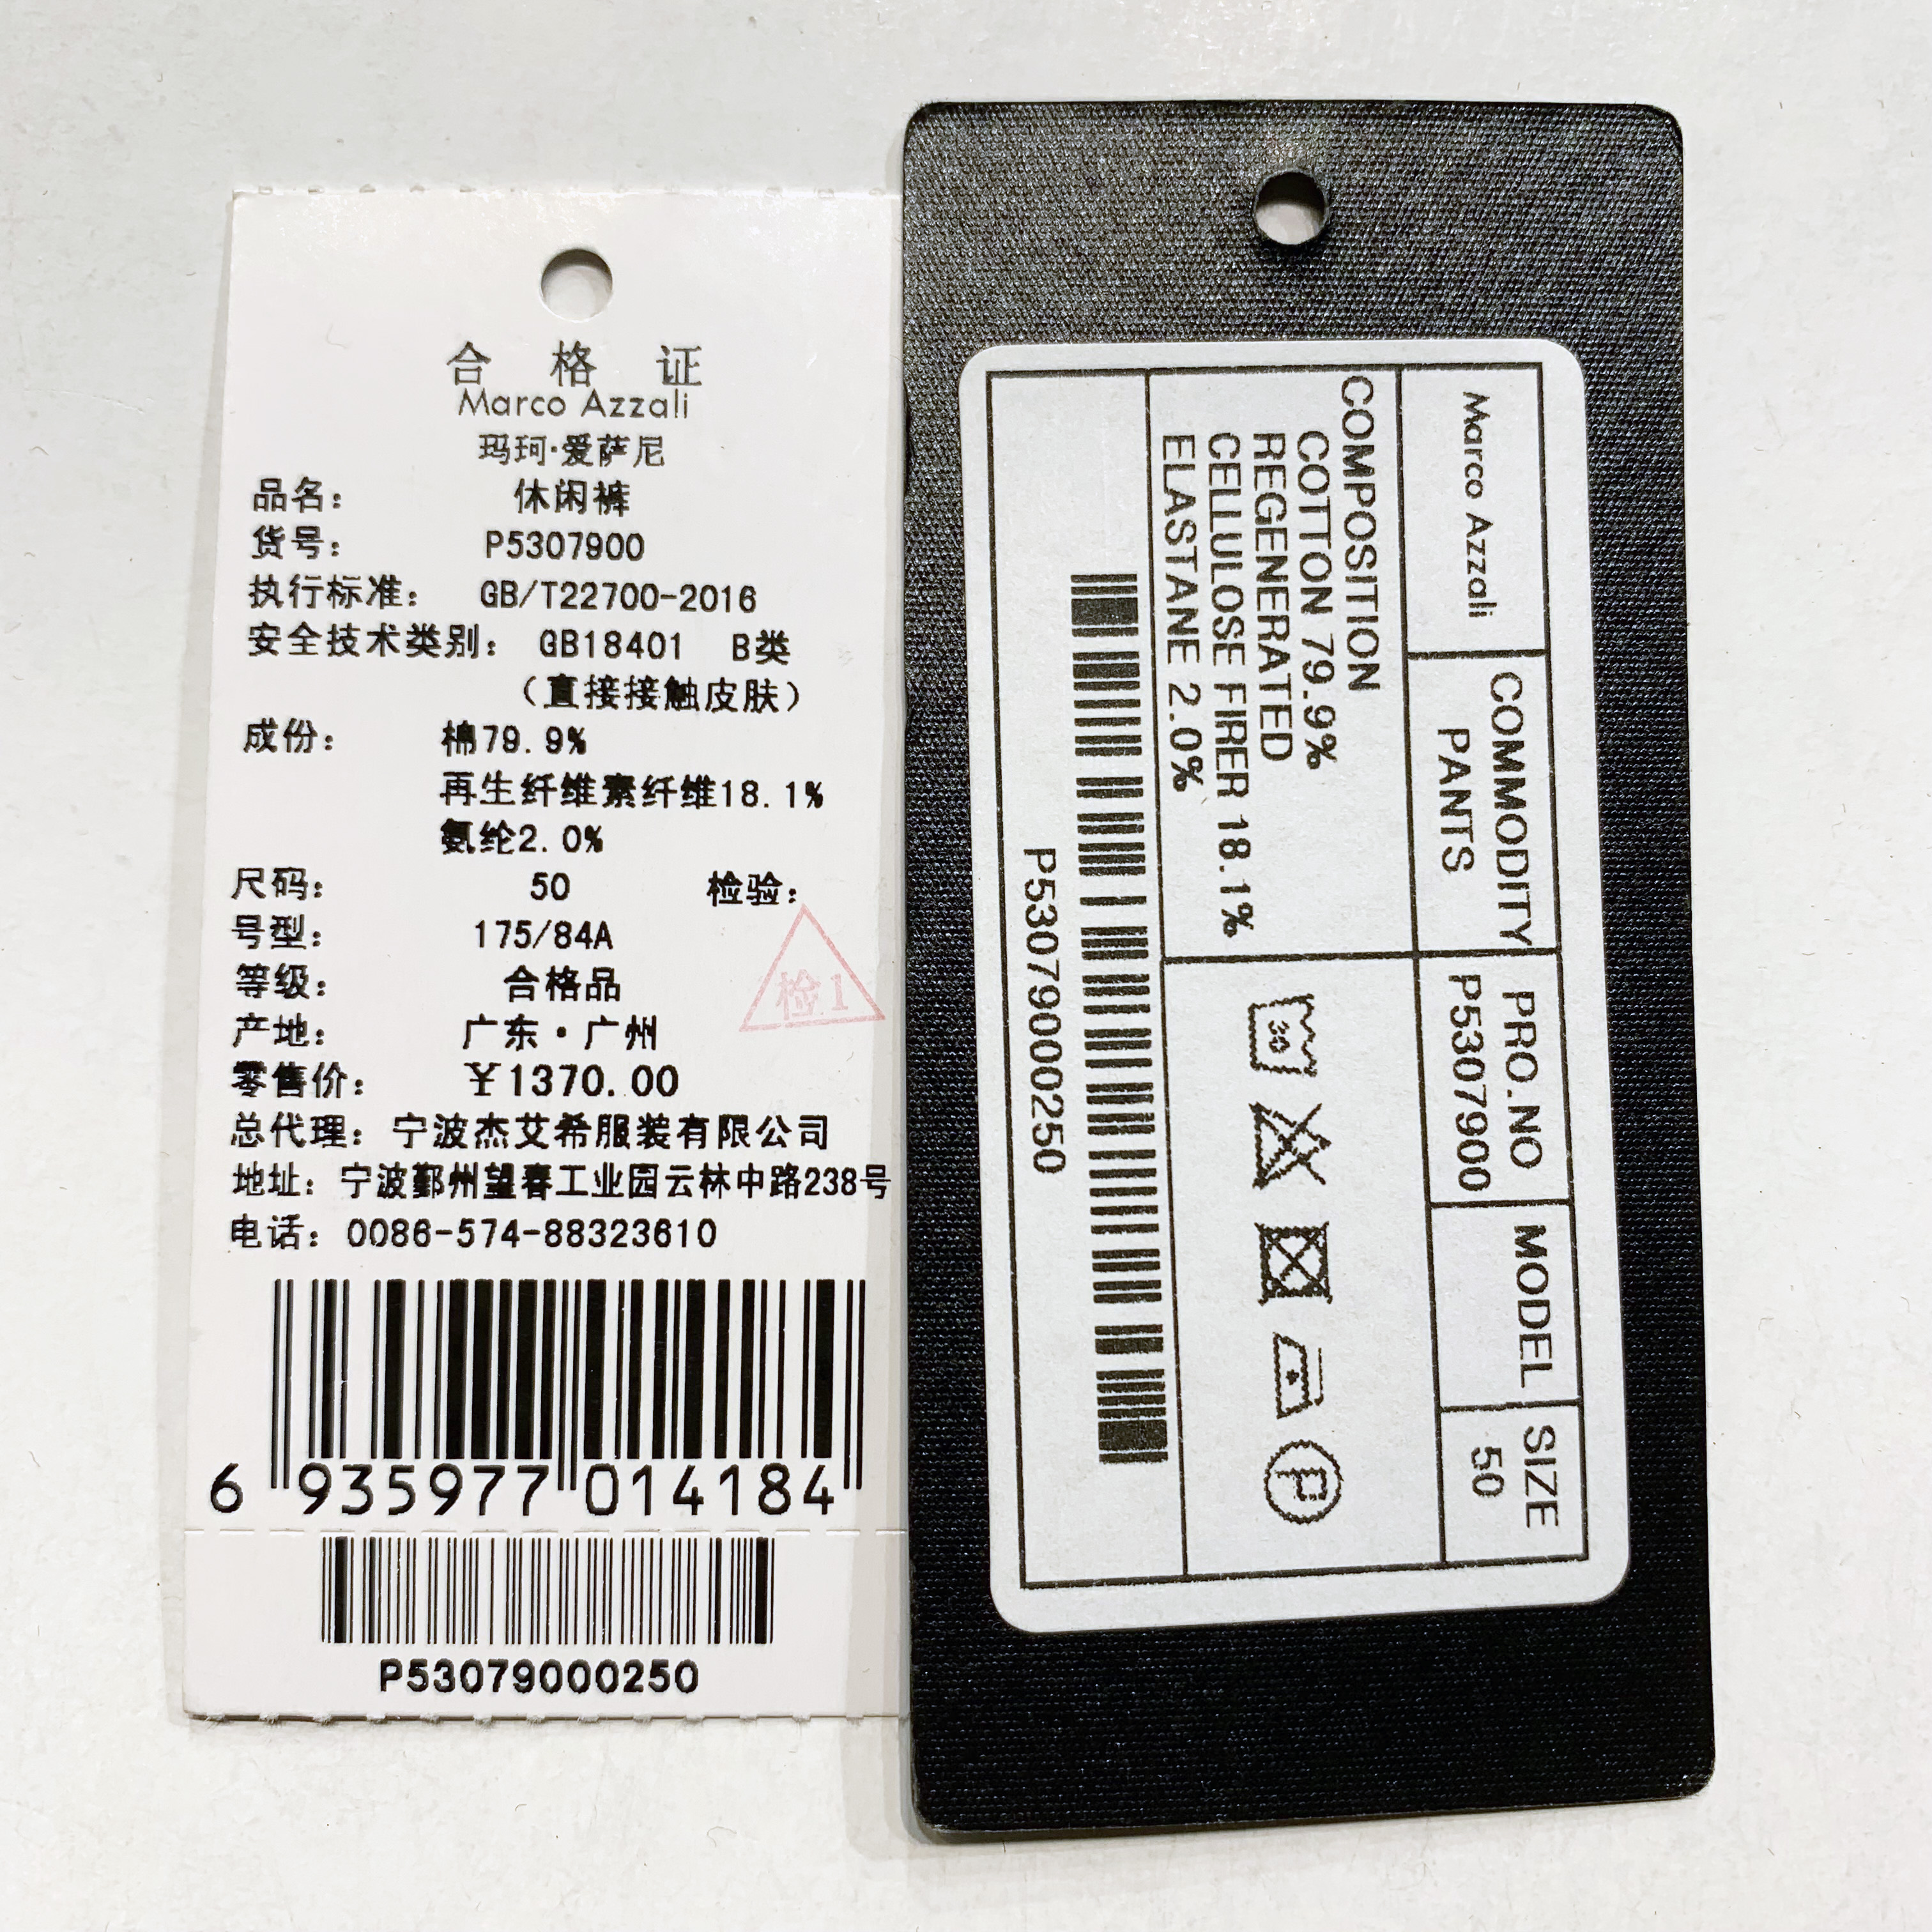 合 格 证
Marco Azzali
玛珂·爱萨尼
品名： 休闲裤
货号： P5307900
执行标准： GB/T22700-2016
安全技术类别： GB18401 B类
（直接接触皮肤）
成份： 棉79.9%
再生纤维素纤维18.1%
氨纶2.0%
尺码： 50 检验：
号型： 175/84A
检1
等级： 合格品
产地： 广东·广州
零售价： ¥1370.00
总代理：宁波杰艾希服装有限公司
地址：宁波鄞州望春工业园云林中路238号
电话：0086-574-88323610
6 935977 014184
P53079000250
Marco Azzali
COMMODITY
PANTS
PRO.NO
P5307900
MODEL
SIZE
50
COMPOSITION
COTTON 79.9%
REGENERATED
CELLULOSE FIRER 18.1%
ELASTANE 2.0%
30
P
P53079000250